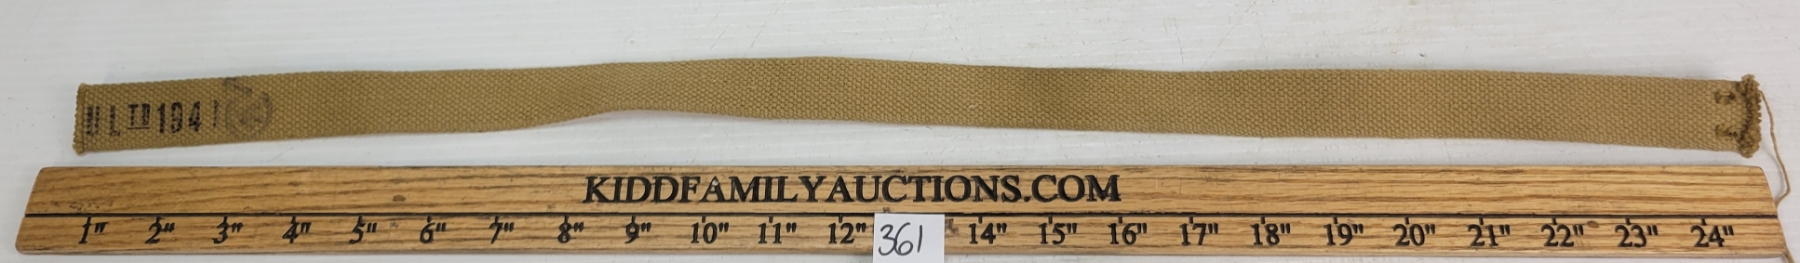 U L TD 1941
KIDDFAMILYAUCTIONS.COM
1" 2" 3" 4" 5" 6" 7" 8" 9" 10" 11" 12" 14" 15" 16" 17" 18" 19" 20" 21" 22" 23" 24"
361